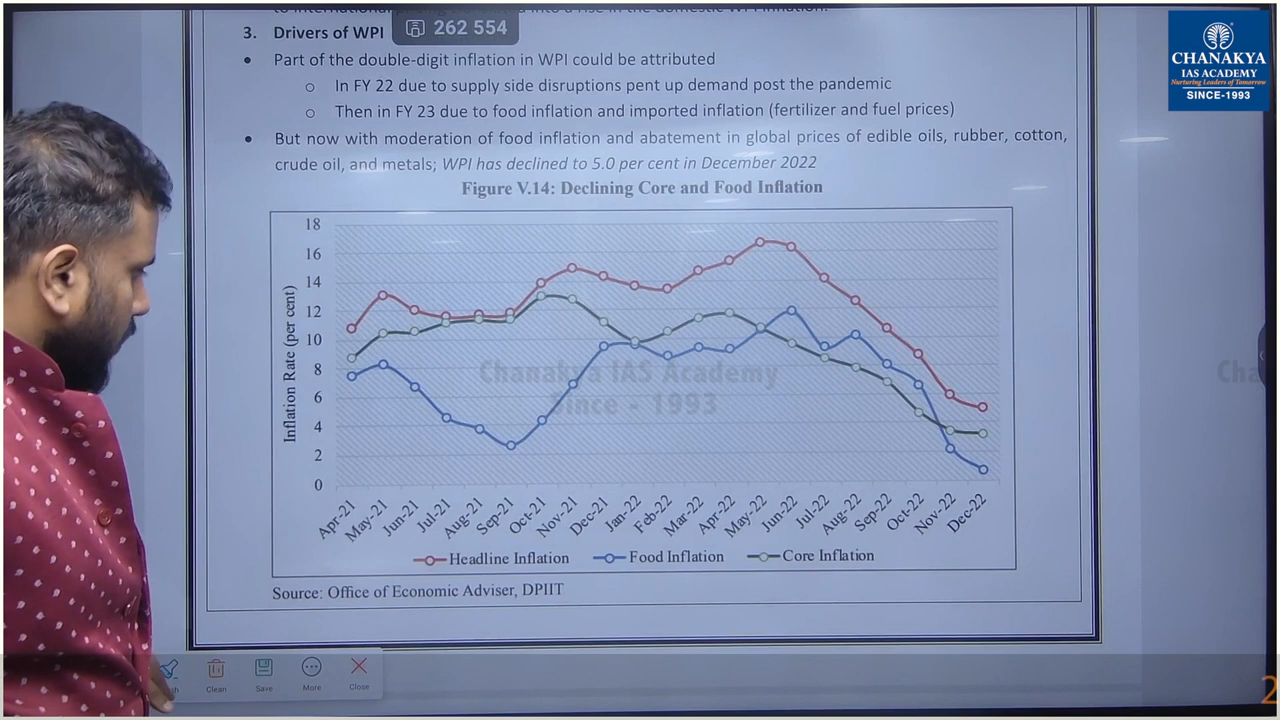 to international
3. Drivers of WPI
262 554
CHANAKYA
IAS ACADEMY
Nurturing Leaders of Tomorrow
SINCE-1993
• Part of the double-digit inflation in WPI could be attributed
o In FY 22 due to supply disruptions pent up demand post the pandemic
o Then in FY 23 due to food inflation and imported inflation (fertilizer and fuel prices)
• But now with moderation of food inflation and abatement in global prices of edible oils, rubber, cotton,
crude oil, and metals; WPI has declined to 5.0 per cent in December 2022
Figure V.14: Declining Core and Food Inflation
Inflation Rate (per cent)
18
16
14
12
10
8
6
4
2
0
Chanakya IAS Academy
Since - 1993
Cha
Apr-21 May-21 Jun-21 Jul-21 Aug-21 Sep-21 Oct-21 Nov-21 Dec-21 Jan-22 Feb-22 Mar-22 Apr-22 May-22 Jun-22 Jul-22 Aug-22 Sep-22 Oct-22 Nov-22 Dec-22
Headline Inflation Food Inflation Core Inflation
Source: Office of Economic Adviser, DPIIT
Clean Save More Close
2